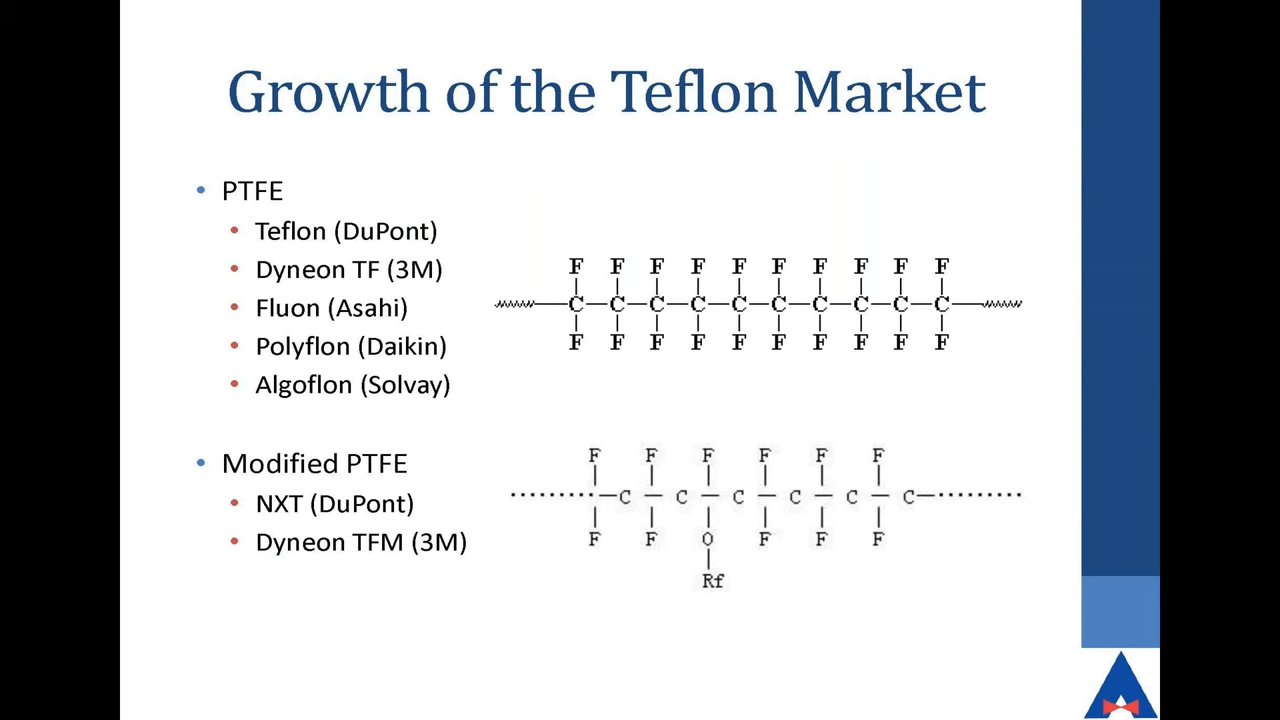 Growth of the Teflon Market
• PTFE
• Teflon (DuPont)
• Dyneon TF (3M)
• Fluon (Asahi)
• Polyflon (Daikin)
• Algoflon (Solvay)
F F F F F F F F F F
C C C C C C C C C C
F F F F F F F F F F
• Modified PTFE
• NXT (DuPont)
• Dyneon TFM (3M)
F F F F F F
C C C C C C
F F O F F F
Rf